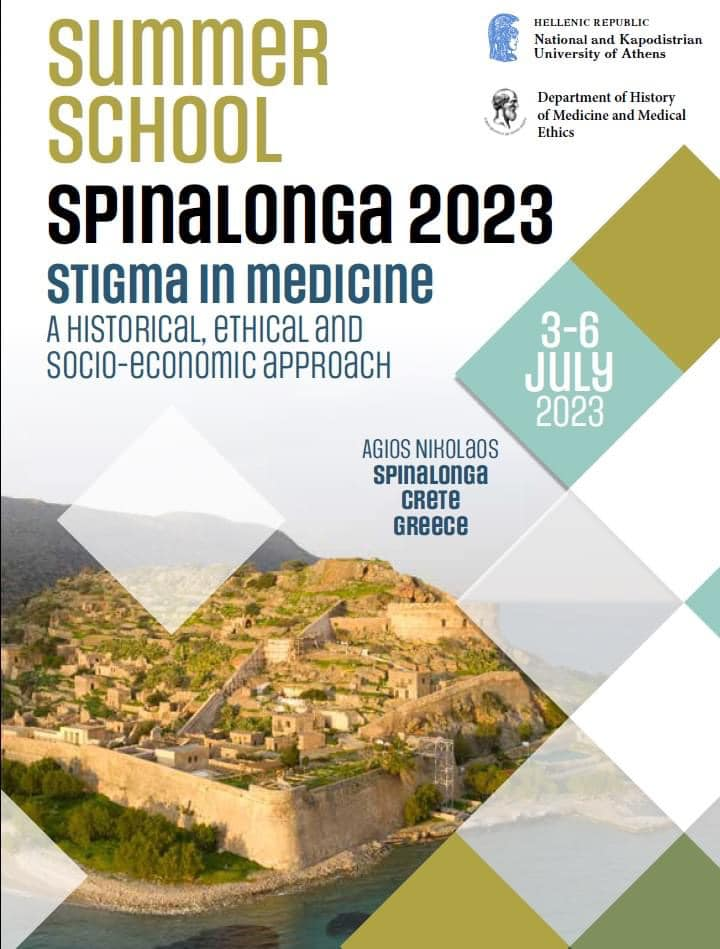 SUMMER
SCHOOL
SPINALONGA 2023
STIGMA IN MEDICINE
A HISTORICAL, ETHICAL AND
SOCIO-ECONOMIC APPROACH
HELLENIC REPUBLIC
National and Kapodistrian
University of Athens
Department of History
of Medicine and Medical
Ethics
3-6
JULY
2023
AGIOS NIKOLAOS
SPINALONGA
CRETE
GREECE